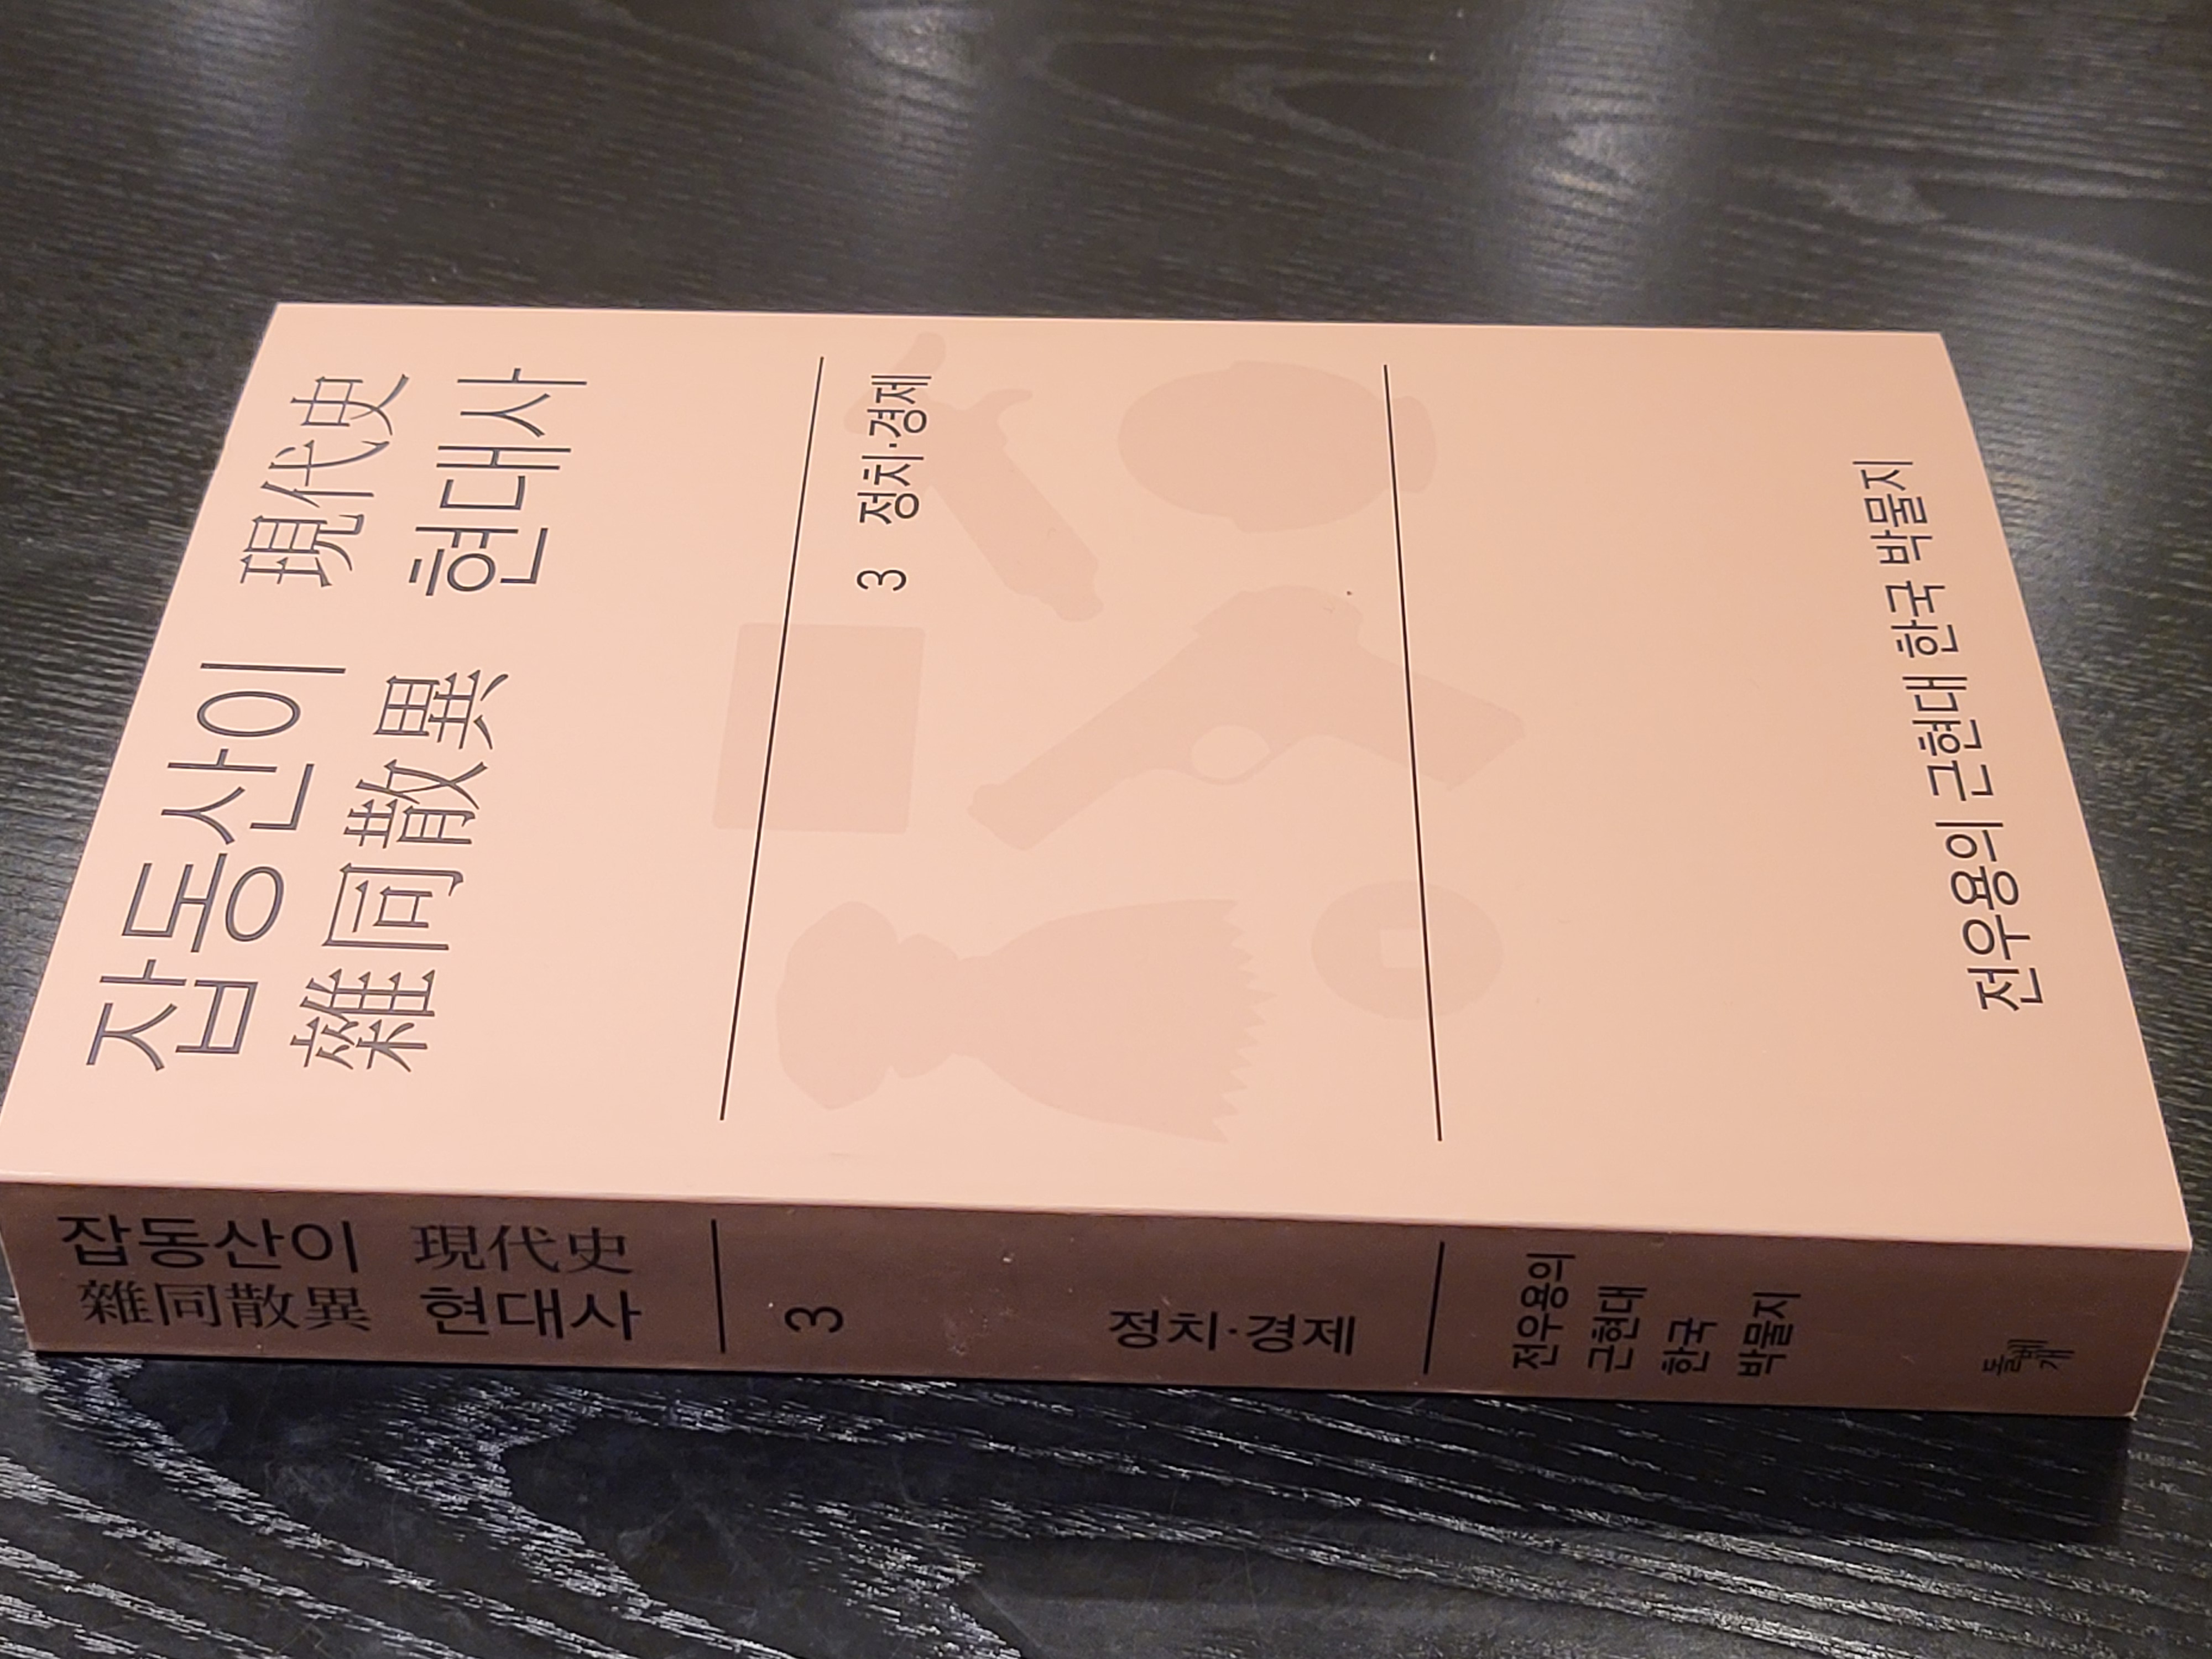 잡동산이 現代史
雜同散異 현대사
3 정치·경제
전우용의 근현대 한국 박물지
잡동산이 現代史
雜同散異 현대사
3
정치·경제
전우용의
근현대
한국
박물지
돌베개